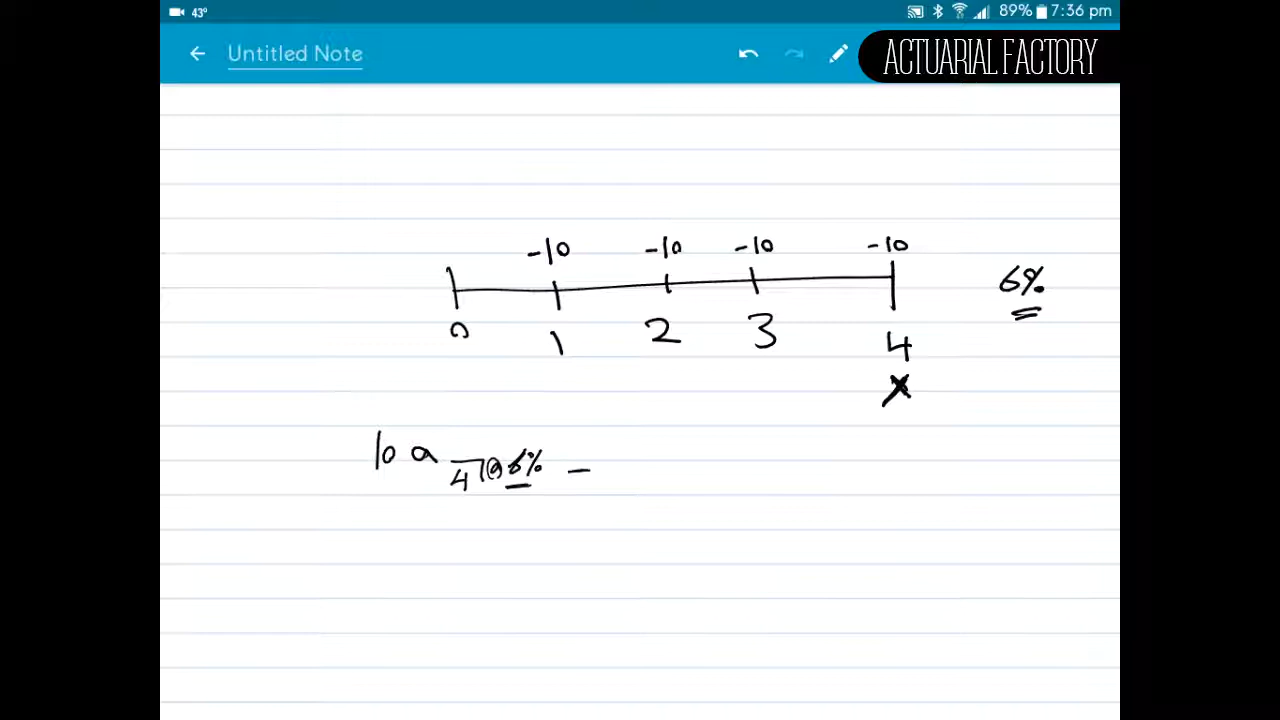 43° 89% 7:36 pm
Untitled Note ACTUARIAL FACTORY
-10 -10 -10 -10
6%
0 1 2 3 4
x
10 a 4 @ 6% -